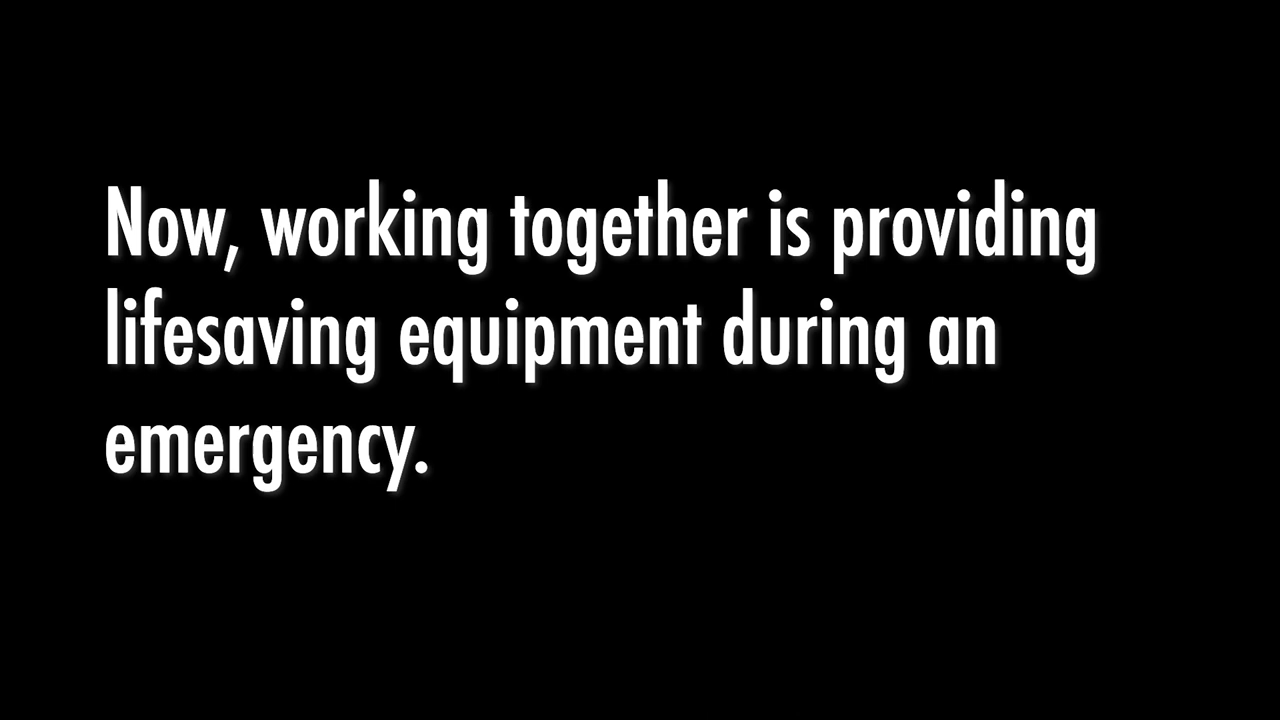 Now, working together is providing
lifesaving equipment during an
emergency.